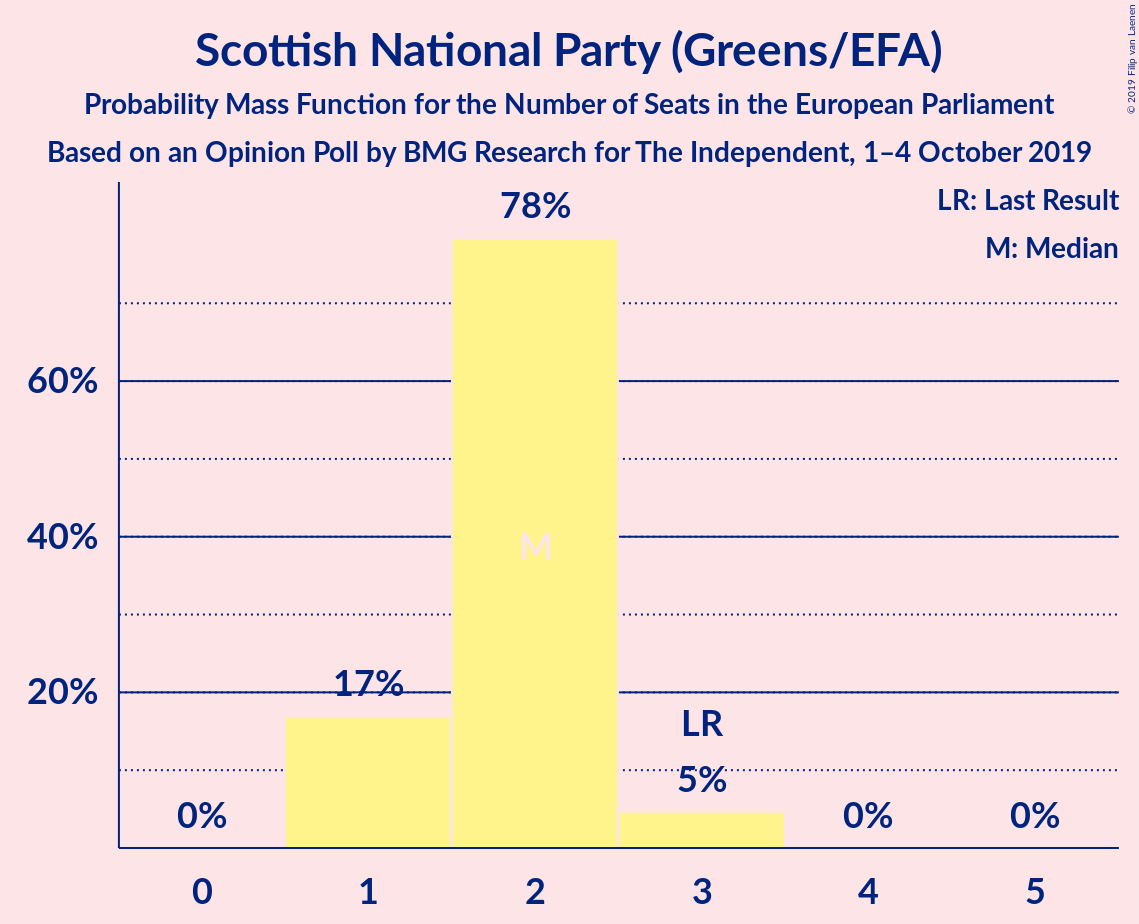 Scottish National Party (Greens/EFA)
Probability Mass Function for the Number of Seats in the European Parliament
Based on an Opinion Poll by BMG Research for The Independent, 1–4 October 2019
© 2019 Filip van Laenen
LR: Last Result
M: Median
78%
60%
40%
M
20%
17%
LR
5%
0%
0%
0%
0 1 2 3 4 5